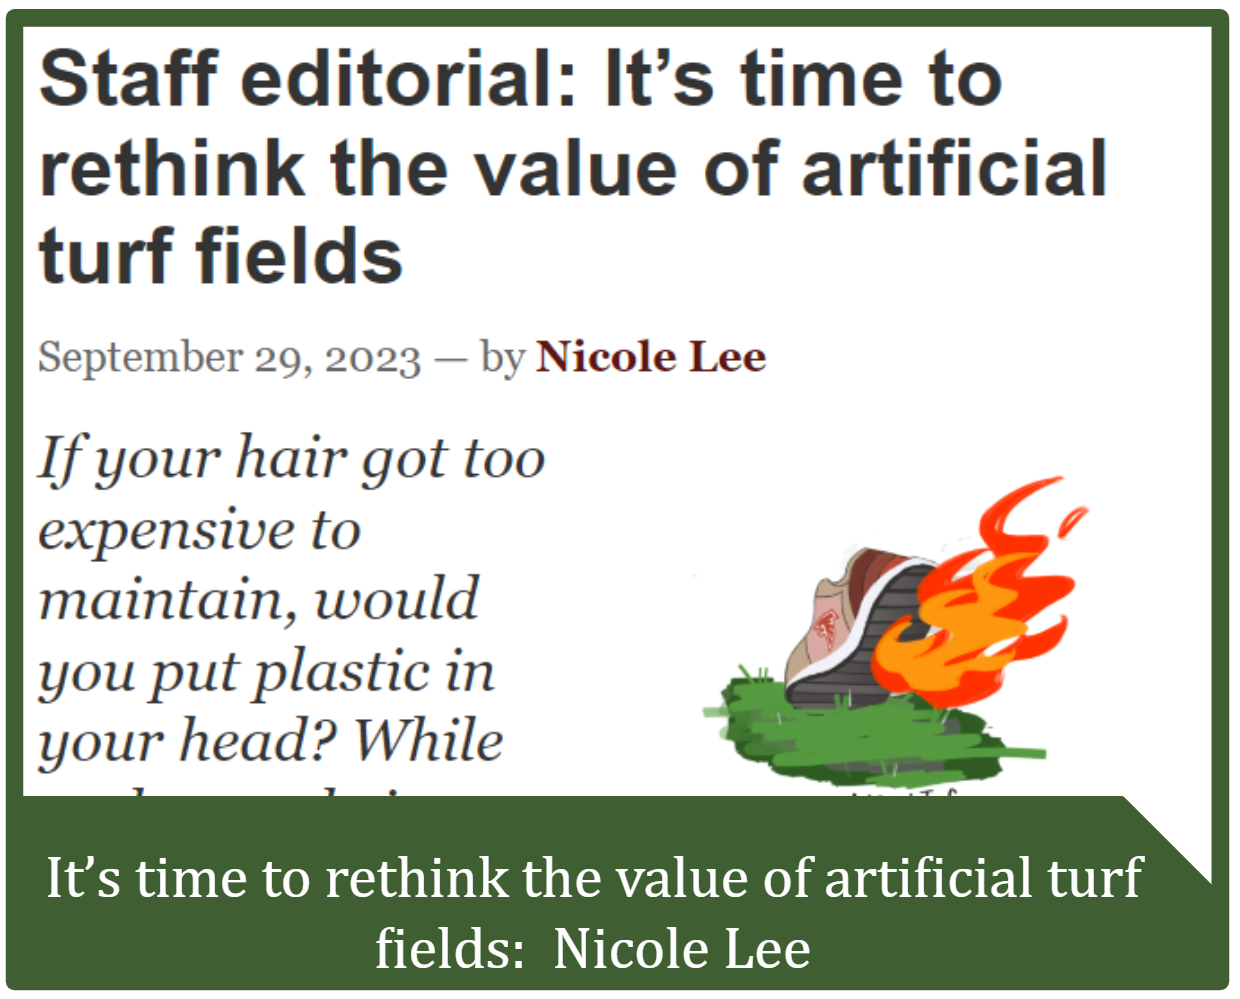 Staff editorial: It’s time to
rethink the value of artificial
turf fields
September 29, 2023 — by Nicole Lee
If your hair got too
expensive to
maintain, would
you put plastic in
your head? While
It’s time to rethink the value of artificial turf
fields:  Nicole Lee